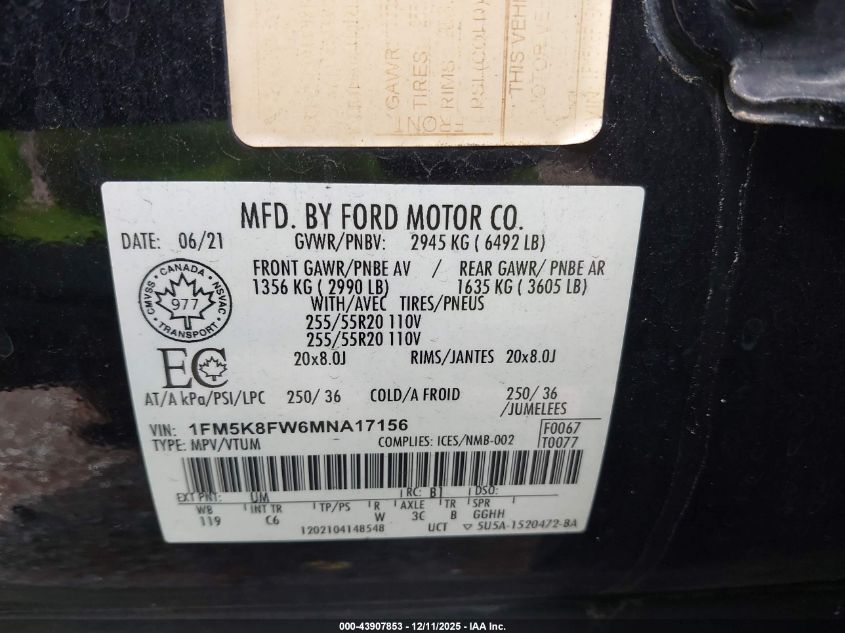 GAWR
TIRES
RIMS
PSI (COLD)
THIS VEHI
MOTOR VE
MFD. BY FORD MOTOR CO.
DATE: 06/21 GVWR/PNBV: 2945 KG ( 6492 LB)
FRONT GAWR/PNBE AV / REAR GAWR/ PNBE AR
1356 KG ( 2990 LB) 1635 KG ( 3605 LB)
WITH/AVEC TIRES/PNEUS
255/55R20 110V
255/55R20 110V
20x8.0J RIMS/JANTES 20x8.0J
CANADA
CMVSS NSVAC
977
TRANSPORT
EC
AT/A kPa/PSI/LPC 250/ 36 COLD/A FROID 250/ 36
/JUMELEES
VIN: 1FM5K8FW6MNA17156 F0067
TYPE: MPV/VTUM COMPLIES: ICES/NMB-002 T0077
EXT PNT: UM RC: B1 DSO:
WB INT TR TP/PS R AXLE TR SPR
119 C6 W 3C B GGHH
1202104148548 UCT ▽ 5U5A-1520472-BA
000-43907853 - 12/11/2025 - IAA Inc.